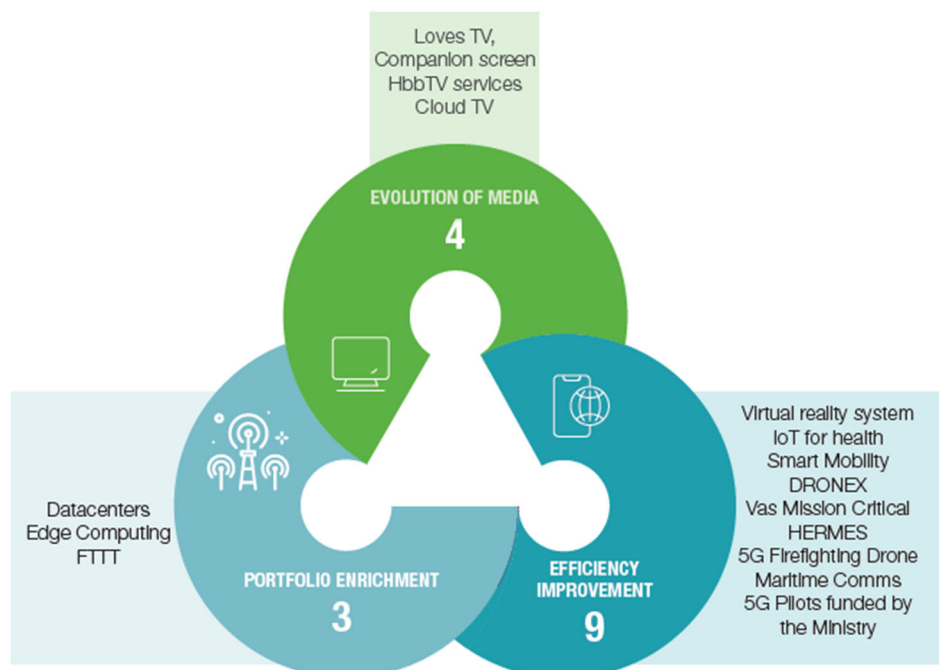 Loves TV,
Companion screen
HbbTV services
Cloud TV
EVOLUTION OF MEDIA
4
Datacenters
Edge Computing
FTTT
PORTFOLIO ENRICHMENT
3
EFFICIENCY
IMPROVEMENT
9
Virtual reality system
IoT for health
Smart Mobility
DRONEX
Vas Mission Critical
HERMES
5G Firefighting Drone
Maritime Comms
5G Pilots funded by
the Ministry